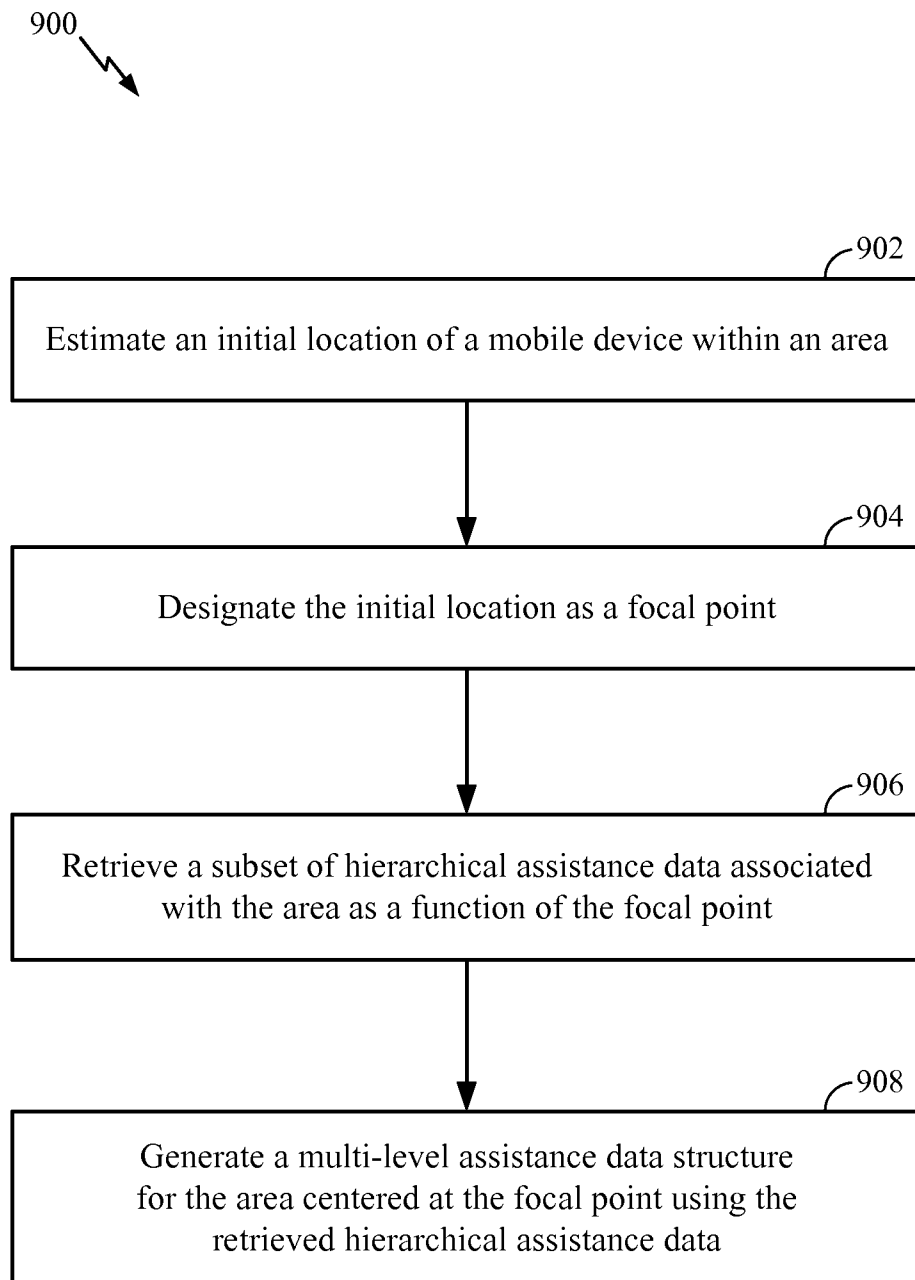 900
902
Estimate an initial location of a mobile device within an area
904
Designate the initial location as a focal point
906
Retrieve a subset of hierarchical assistance data associated
with the area as a function of the focal point
908
Generate a multi-level assistance data structure
for the area centered at the focal point using the
retrieved hierarchical assistance data